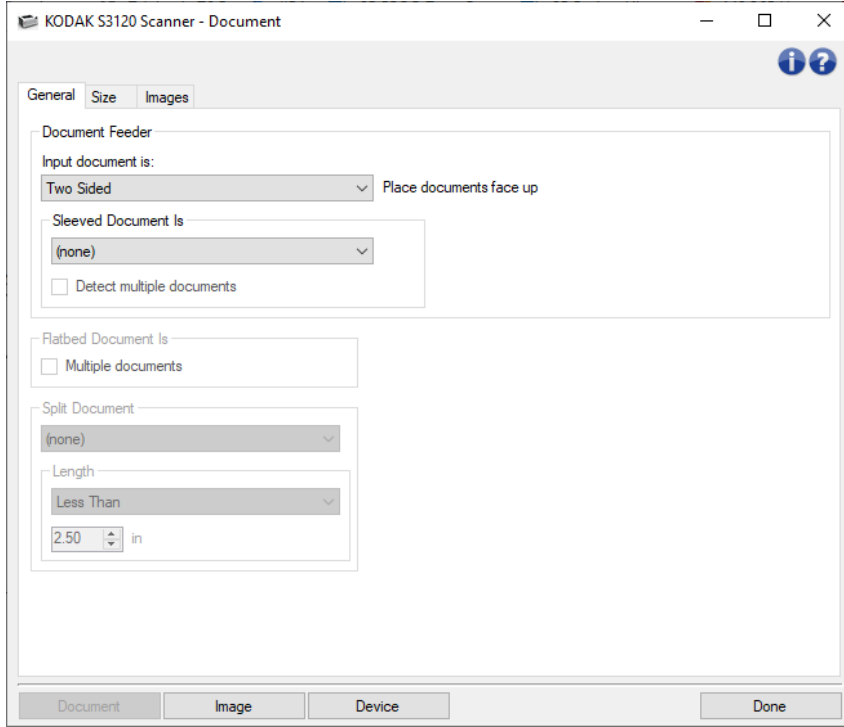 KODAK S3120 Scanner - Document
General Size Images
Document Feeder
Input document is:
Two Sided Place documents face up
Sleeved Document Is
(none)
Detect multiple documents
Flatbed Document Is
Multiple documents
Split Document
(none)
Length
Less Than
2.50 in
Document Image Device Done